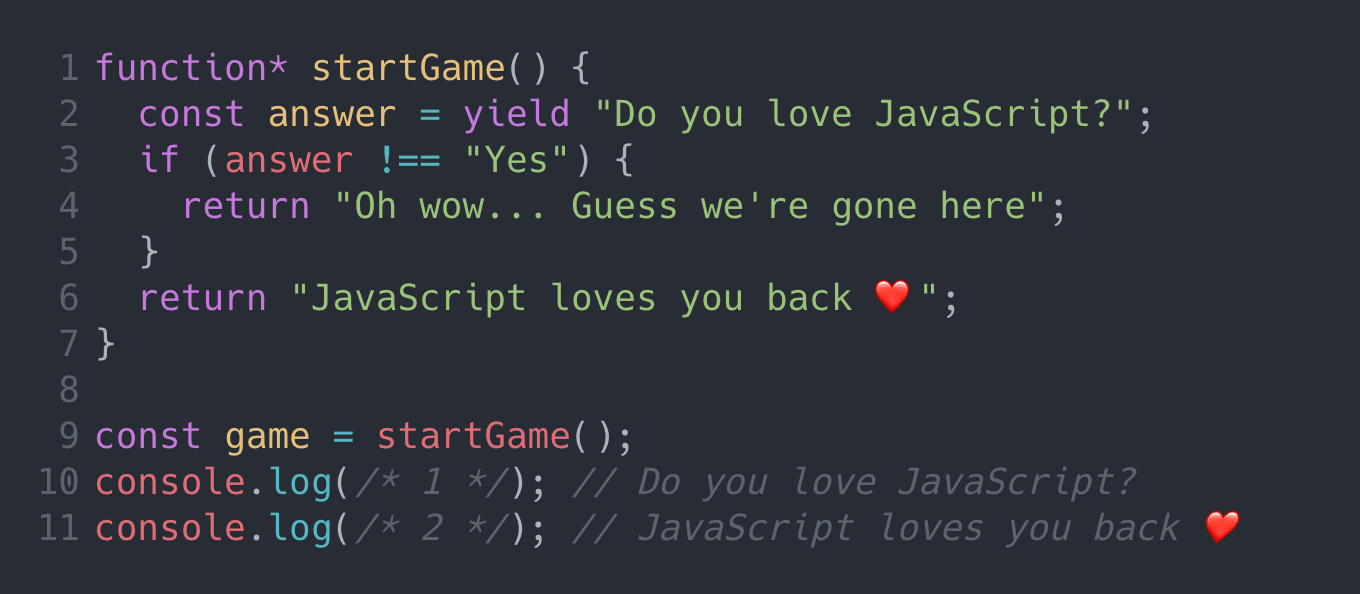 1 function* startGame() {
2   const answer = yield "Do you love JavaScript?";
3   if (answer !== "Yes") {
4     return "Oh wow... Guess we're gone here";
5   }
6   return "JavaScript loves you back ❤️";
7 }
8
9 const game = startGame();
10 console.log(/* 1 */); // Do you love JavaScript?
11 console.log(/* 2 */); // JavaScript loves you back ❤️